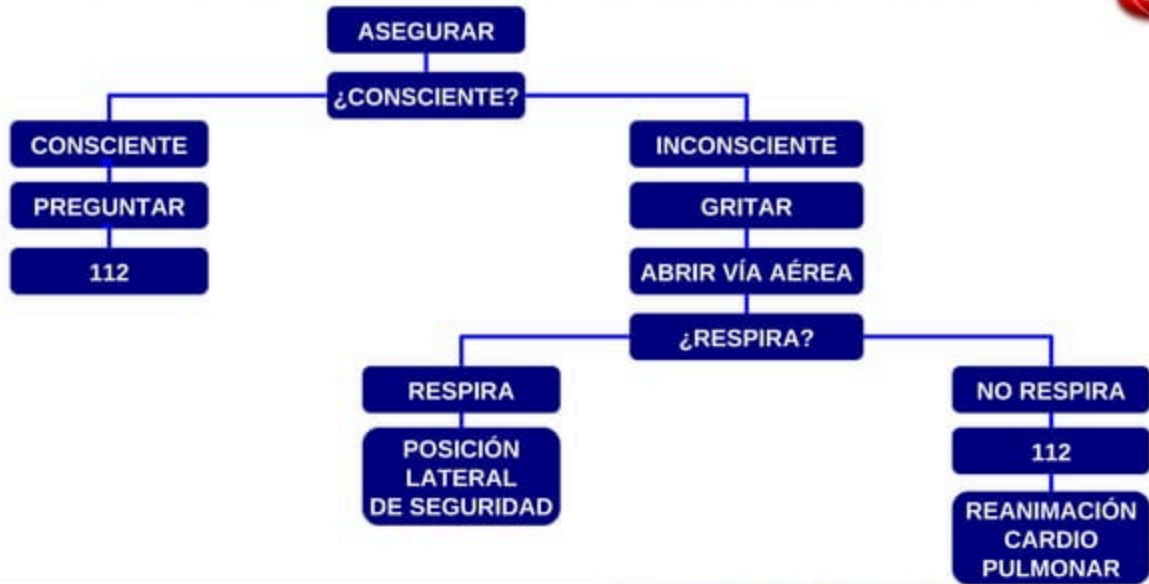 ASEGURAR
¿CONSCIENTE?
CONSCIENTE
PREGUNTAR
112
INCONSCIENTE
GRITAR
ABRIR VÍA AÉREA
¿RESPIRA?
RESPIRA
POSICIÓN
LATERAL
DE SEGURIDAD
NO RESPIRA
112
REANIMACIÓN
CARDIO
PULMONAR